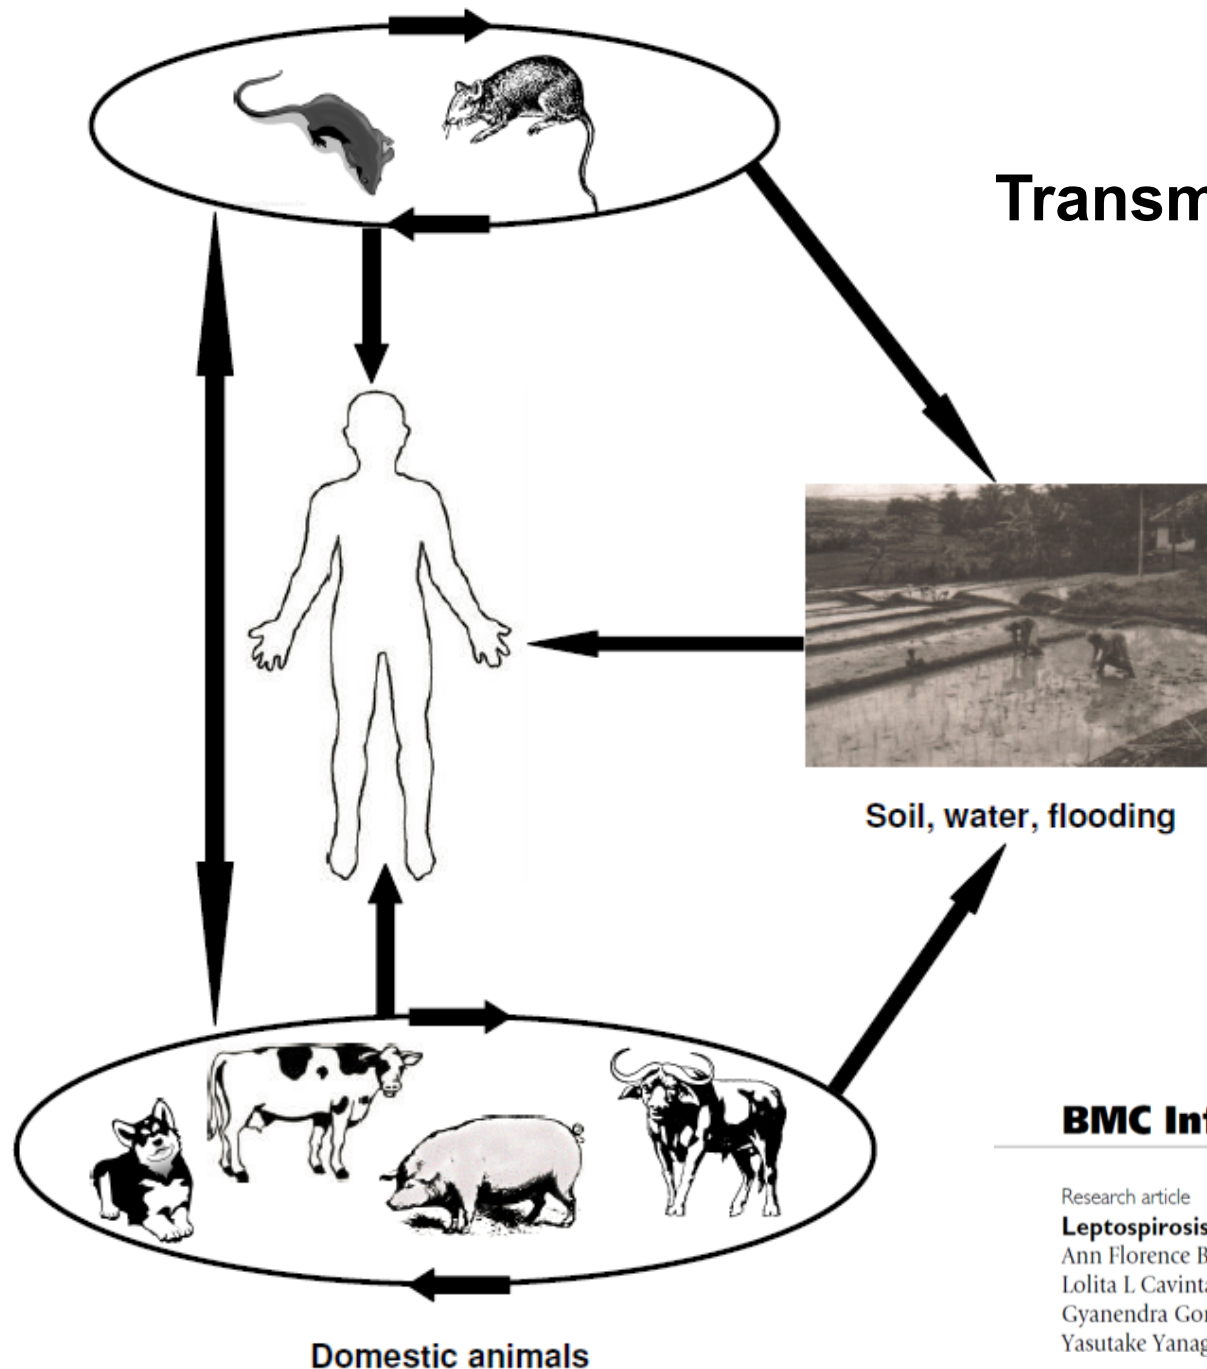 Transm
Soil, water, flooding
BMC Inf
Research article
Leptospirosis
Ann Florence B
Lolita L Cavinta
Gyanendra Gor
Yasutake Yanag
Domestic animals